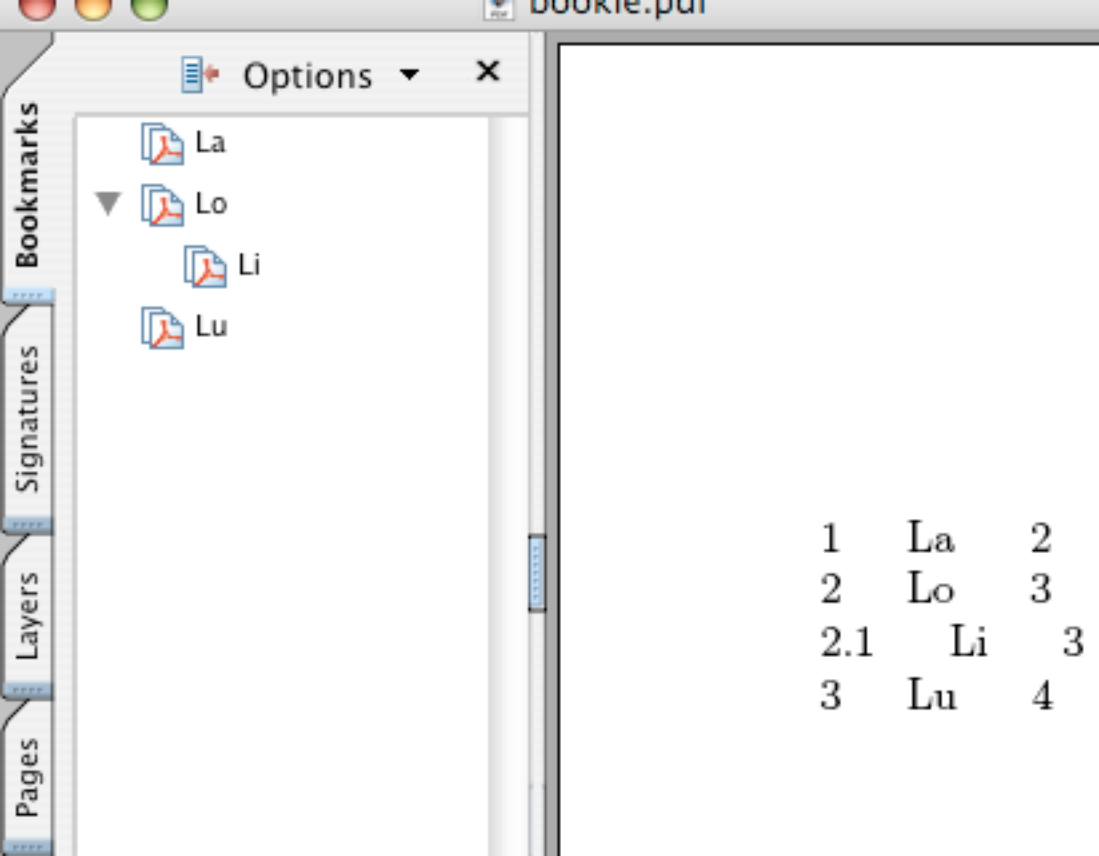 bookie.pdf
Options
Bookmarks
Signatures
Layers
Pages
La
Lo
Li
Lu
1 La 2
2 Lo 3
2.1 Li 3
3 Lu 4